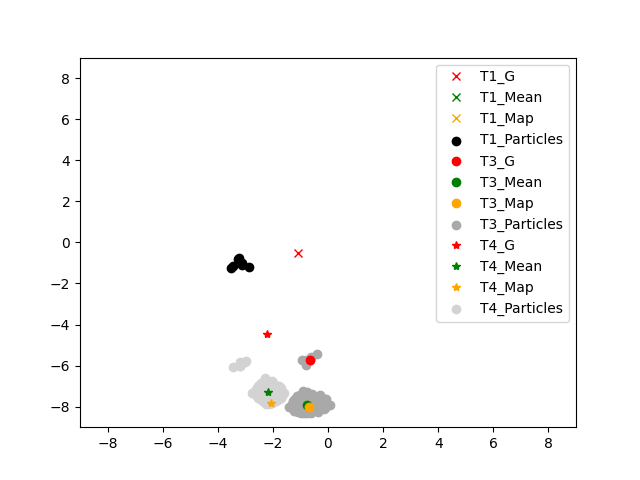 8
6
4
2
0
−2
−4
−6
−8
−8
−6
−4
−2
0
2
4
6
8
T1_G
T1_Mean
T1_Map
T1_Particles
T3_G
T3_Mean
T3_Map
T3_Particles
T4_G
T4_Mean
T4_Map
T4_Particles